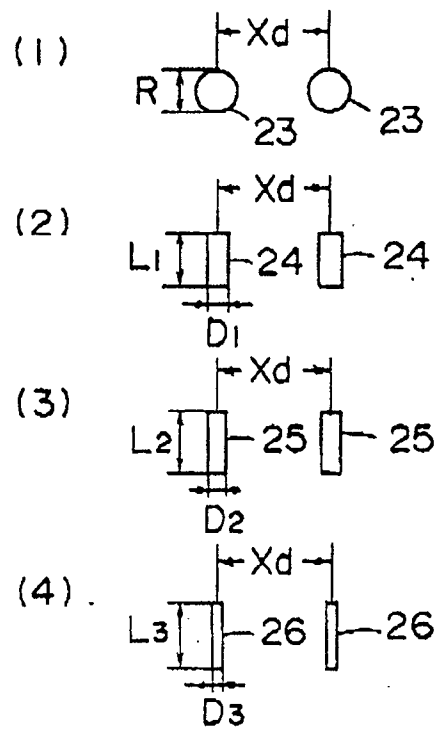 (1) Xd
R 23 23
(2) Xd
L1 24 24
D1
(3) Xd
L2 25 25
D2
(4) Xd
L3 26 26
D3